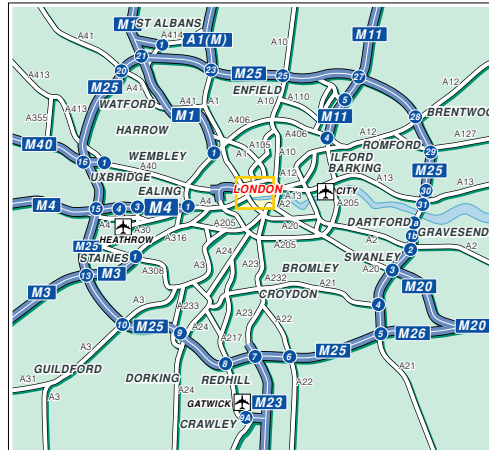 M1
ST ALBANS
A414
A1(M)
A10
M11
A41
1
21
20
23
M25
25
27
A413
A41
M25
A413
WATFORD
A41
A1
ENFIELD
A10
A110
5
A12
A355
HARROW
M1
A406
M11
28
BRENTWOOD
M40
A105
A406
4
A12
A127
WEMBLEY
1
A1
A10
ILFORD
ROMFORD
29
16
1
A40
A12
BARKING
A13
M25
UXBRIDGE
LONDON
CITY
30
EALING
A13
A13
31
M4
15
4
3
M4
1
A4
A2
A205
DARTFORD
A4
A30
A205
A20
1B
GRAVESEND
HEATHROW
A316
A205
2
A2
M25
STAINES
1
A3
A24
A23
A232
SWANLEY
A20
3
13
M3
A308
BROMLEY
M20
M3
A30
A233
CROYDON
A21
4
A3
10
M25
9
A24
A23
A22
5
M26
M20
A217
A3
8
7
6
M25
GUILDFORD
REDHILL
A31
A3
DORKING
A24
A22
A21
GATWICK
M23
9A
CRAWLEY